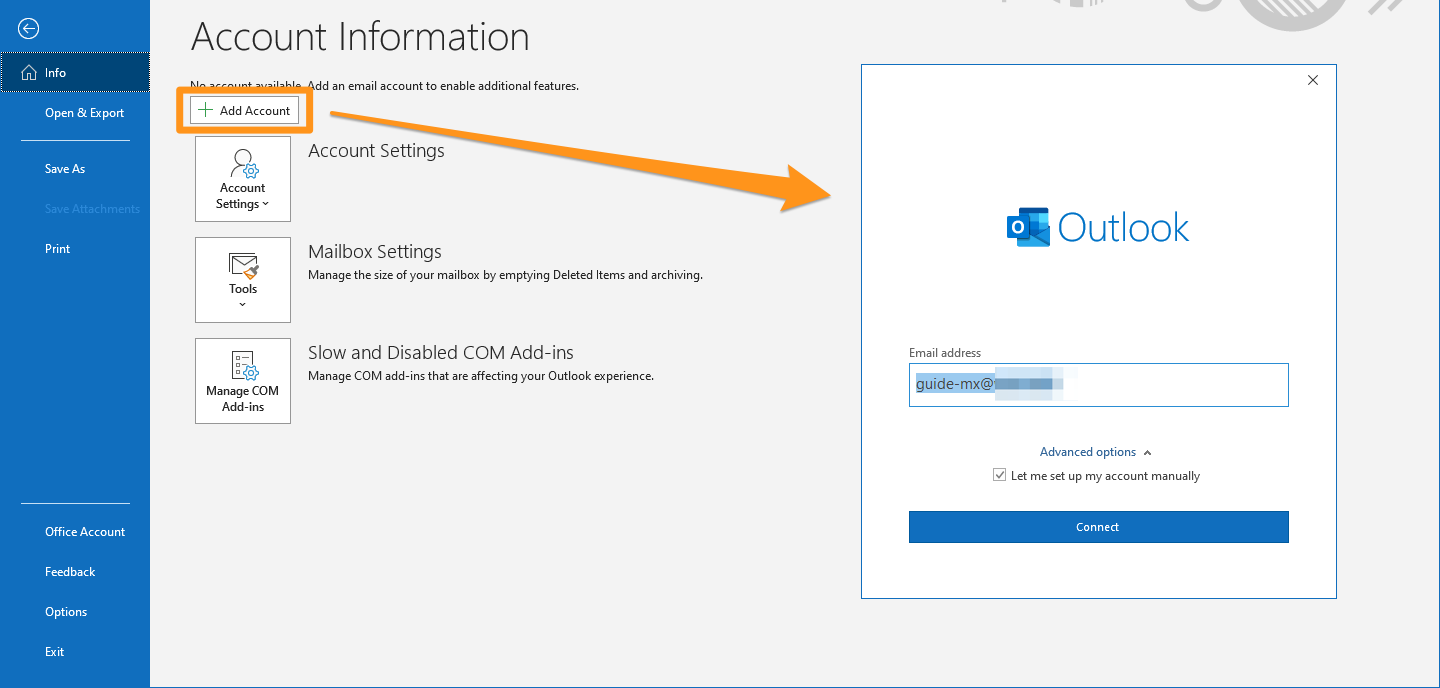 Account Information
Info
No account available. Add an email account to enable additional features.
Open & Export
Add Account
Save As
Save Attachments
Print
Account Settings
Account
Settings
Mailbox Settings
Manage the size of your mailbox by emptying Deleted Items and archiving.
Tools
Slow and Disabled COM Add-ins
Manage COM add-ins that are affecting your Outlook experience.
Manage COM
Add-ins
Office Account
Feedback
Options
Exit
Outlook
Email address
guide-mx@
Advanced options
Let me set up my account manually
Connect